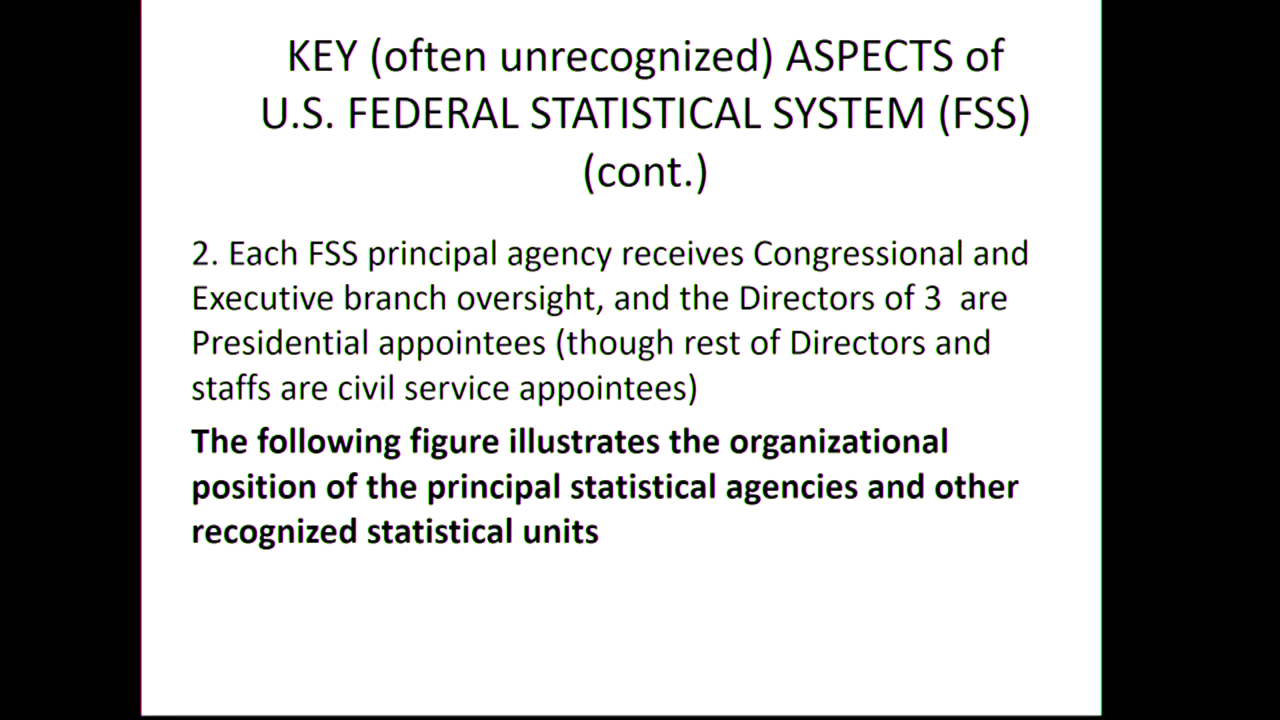 KEY (often unrecognized) ASPECTS of
U.S. FEDERAL STATISTICAL SYSTEM (FSS)
(cont.)
2. Each FSS principal agency receives Congressional and
Executive branch oversight, and the Directors of 3  are
Presidential appointees (though rest of Directors and
staffs are civil service appointees)
The following figure illustrates the organizational
position of the principal statistical agencies and other
recognized statistical units